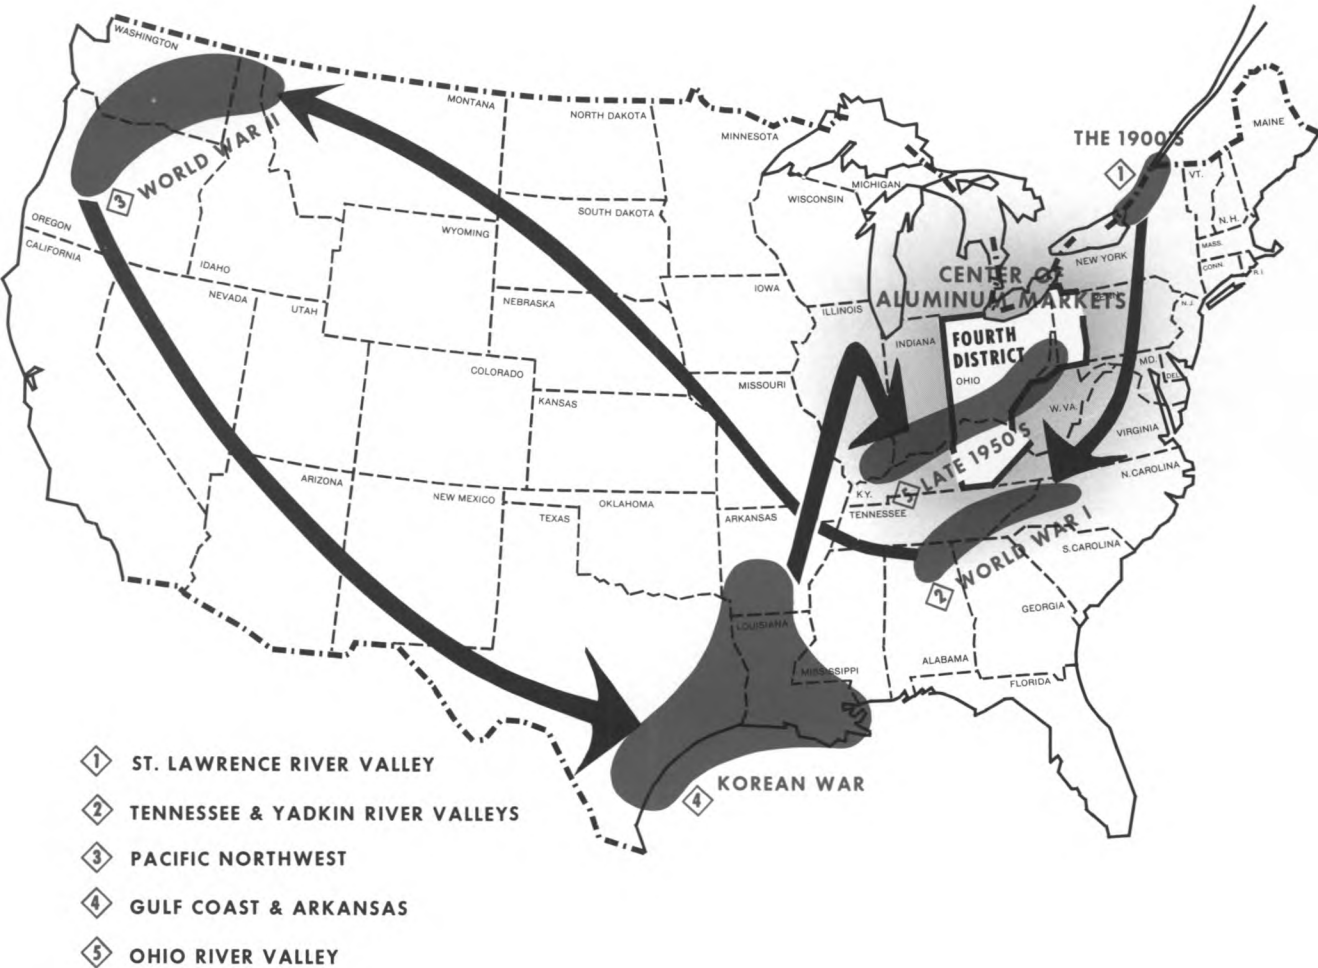 WASHINGTON
MONTANA
NORTH DAKOTA
MINNESOTA
MAINE
THE 1900'S
1
VT.
N.H.
MICHIGAN
WISCONSIN
WORLD WAR II
3
SOUTH DAKOTA
OREGON
CALIFORNIA
WYOMING
IDAHO
MASS.
CONN.
R.I.
NEW YORK
CENTER OF
ALUMINUM MARKETS
PENN.
N.J.
NEVADA
UTAH
NEBRASKA
IOWA
ILLINOIS
INDIANA
FOURTH
DISTRICT
OHIO
MD.
DEL.
COLORADO
KANSAS
MISSOURI
W.VA.
VIRGINIA
5 LATE 1950'S
N.CAROLINA
ARIZONA
NEW MEXICO
TEXAS
OKLAHOMA
ARKANSAS
KY.
TENNESSEE
WORLD WAR I
2
S.CAROLINA
GEORGIA
LOUISIANA
MISSISSIPPI
ALABAMA
FLORIDA
KOREAN WAR
4
1 ST. LAWRENCE RIVER VALLEY
2 TENNESSEE & YADKIN RIVER VALLEYS
3 PACIFIC NORTHWEST
4 GULF COAST & ARKANSAS
5 OHIO RIVER VALLEY